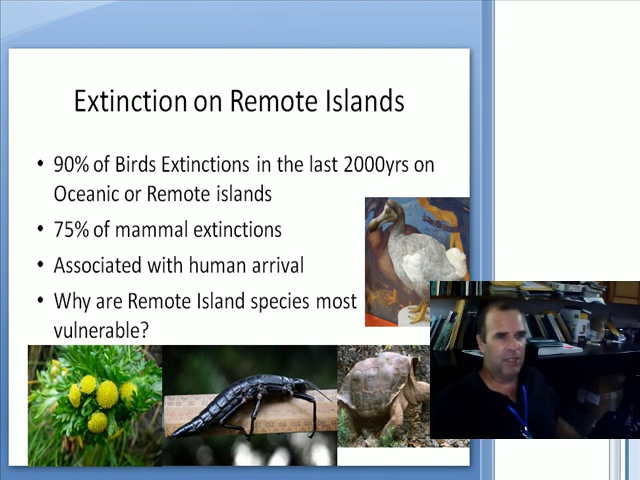 Extinction on Remote Islands
• 90% of Birds Extinctions in the last 2000yrs on
Oceanic or Remote islands
• 75% of mammal extinctions
• Associated with human arrival
• Why are Remote Island species most
vulnerable?